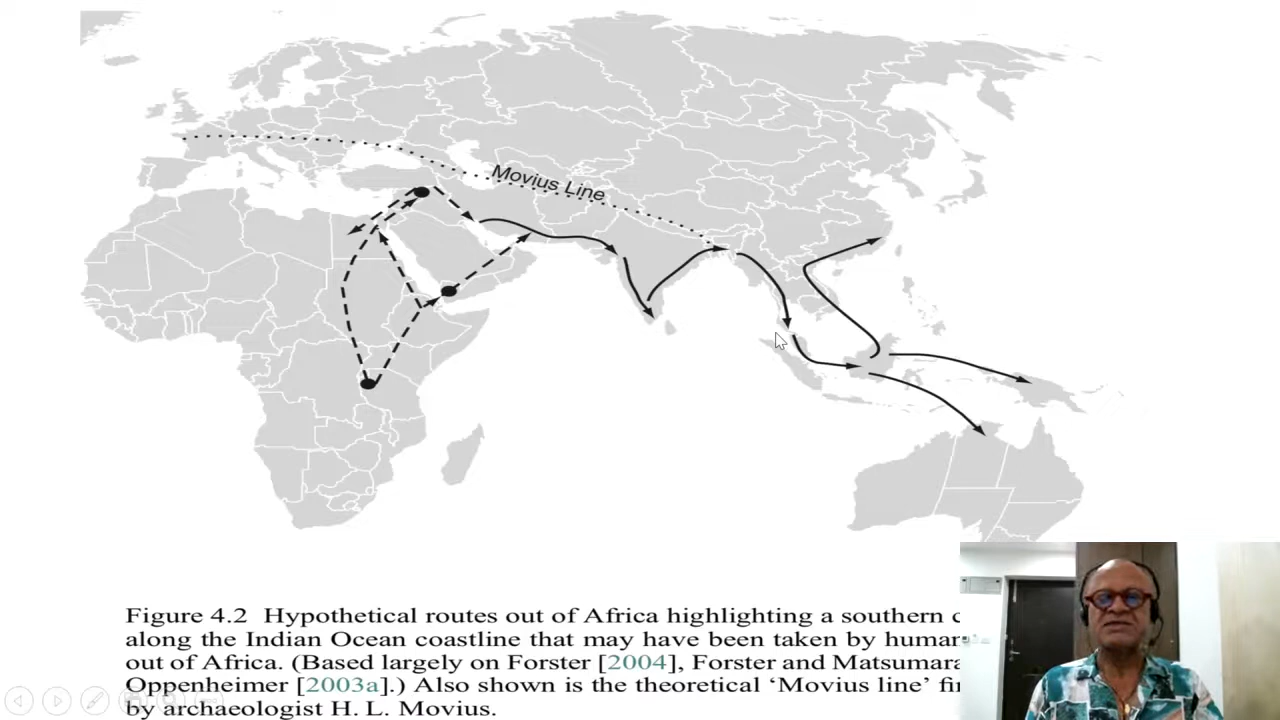 Movius Line
Figure 4.2 Hypothetical routes out of Africa highlighting a southern
along the Indian Ocean coastline that may have been taken by
out of Africa. (Based largely on Forster [2004], Forster and Matsumara
Oppenheimer [2003a].) Also shown is the theoretical ‘Movius line’
by archaeologist H. L. Movius.